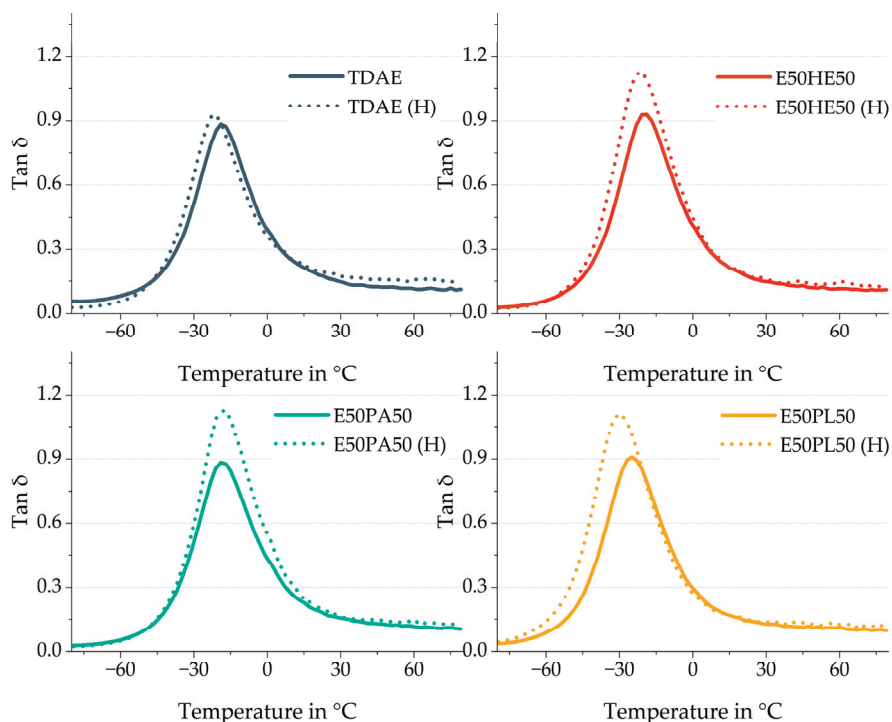 1.2
0.9
0.6
0.3
0.0
Tan δ
TDAE
TDAE (H)
−60 −30 0 30 60
Temperature in °C
1.2
0.9
0.6
0.3
0.0
Tan δ
E50HE50
E50HE50 (H)
−60 −30 0 30 60
Temperature in °C
1.2
0.9
0.6
0.3
0.0
Tan δ
E50PA50
E50PA50 (H)
−60 −30 0 30 60
Temperature in °C
1.2
0.9
0.6
0.3
0.0
Tan δ
E50PL50
E50PL50 (H)
−60 −30 0 30 60
Temperature in °C